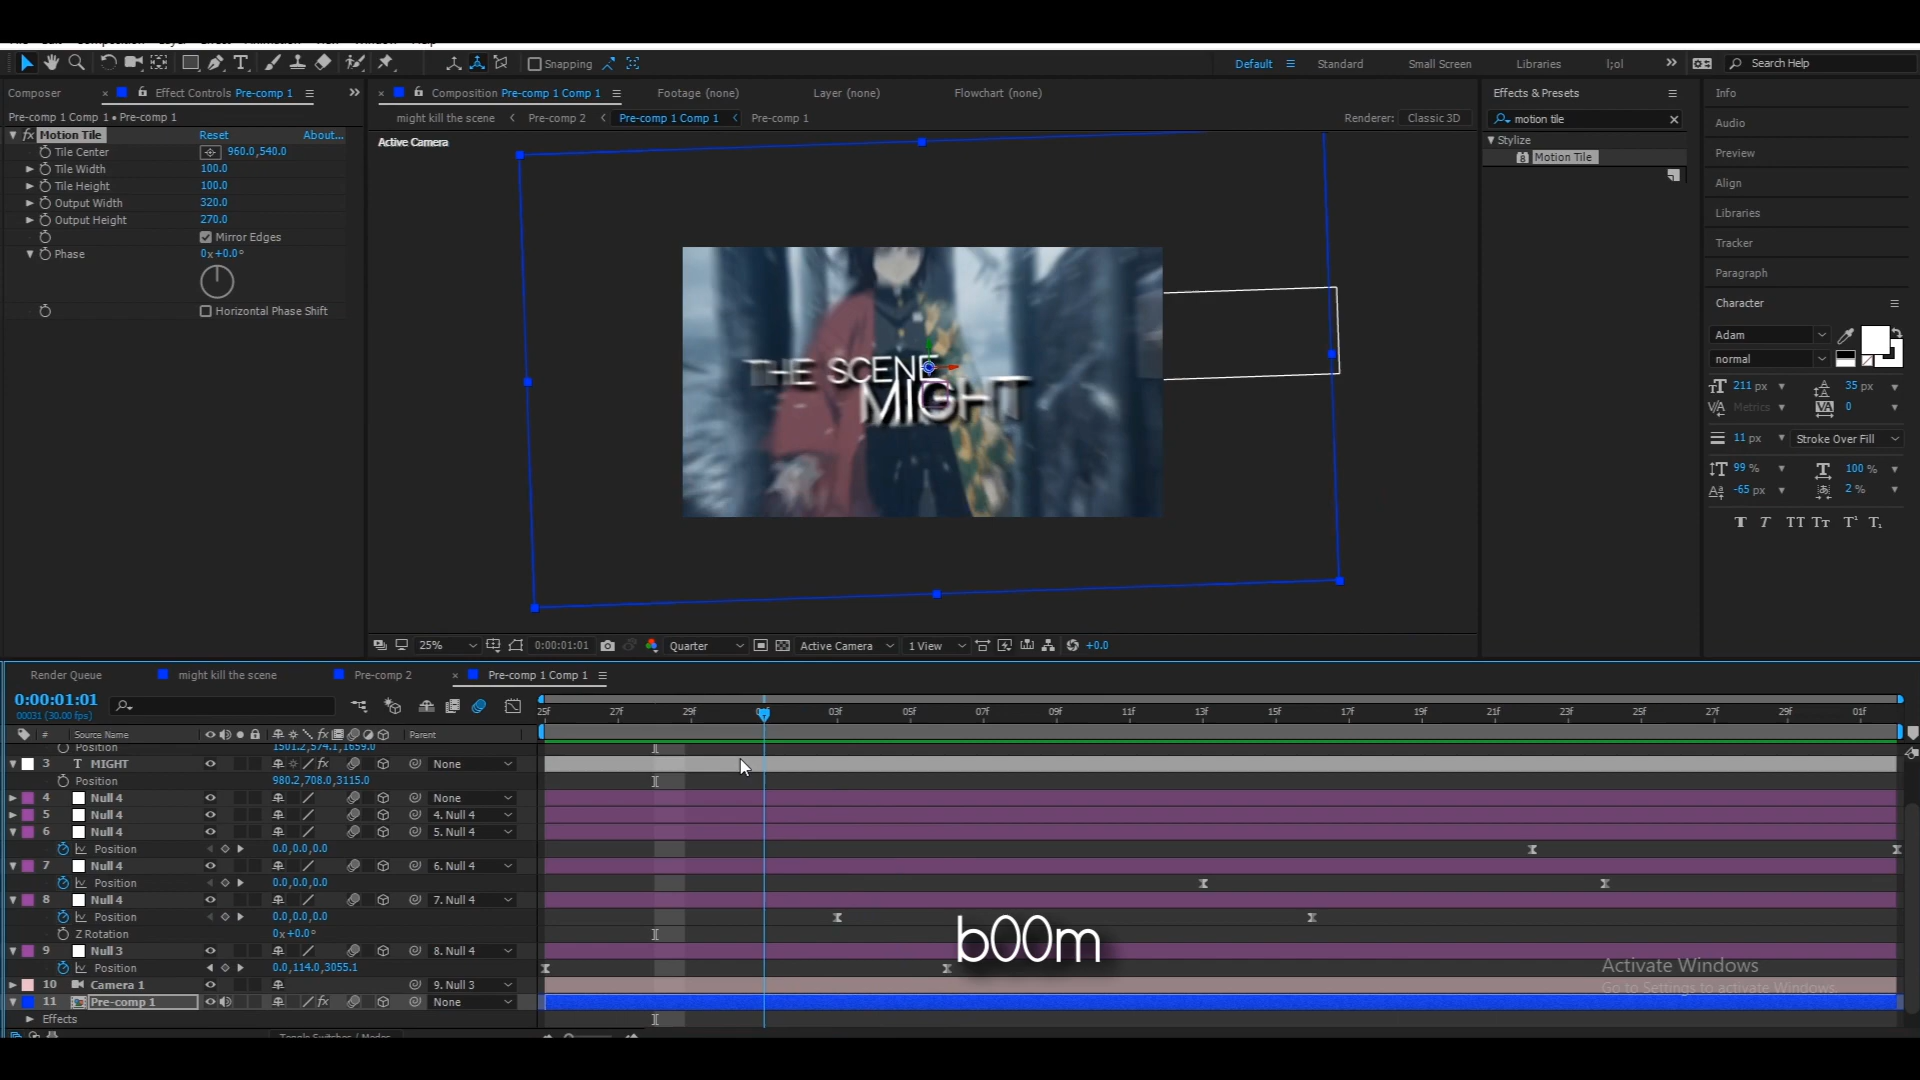 Snapping
Default
Standard
Small Screen
Libraries
l;ol
Search Help
Composer
Effect Controls Pre-comp 1
Composition Pre-comp 1 Comp 1
Footage (none)
Layer (none)
Flowchart (none)
Effects & Presets
Info
Pre-comp 1 Comp 1 • Pre-comp 1
might kill the scene
Pre-comp 2
Pre-comp 1 Comp 1
Pre-comp 1
Renderer: Classic 3D
motion tile
Audio
fx Motion Tile Reset About...
Active Camera
Stylize
Tile Center 960.0,540.0
Motion Tile
Preview
Tile Width 100.0
Tile Height 100.0
Align
Output Width 320.0
Output Height 270.0
Libraries
Mirror Edges
Tracker
Phase 0x+0.0°
Paragraph
Horizontal Phase Shift
Character
Adam
normal
THE SCENE
MIGHT
211 px
35 px
Metrics
0
11 px
Stroke Over Fill
99 %
100 %
-65 px
2 %
25%
0:00:01:01
Quarter
Active Camera
1 View
+0.0
Render Queue
might kill the scene
Pre-comp 2
Pre-comp 1 Comp 1
0:00:01:01
00031 (30.00 fps)
25f 27f 29f 03f 05f 07f 09f 11f 13f 15f 17f 19f 21f 23f 25f 27f 29f 01f
# Source Name fx Parent
Position 1501.2,574.1,1659.0
3 T MIGHT fx None
Position 980.2,708.0,3115.0
4 Null 4 None
5 Null 4 4. Null 4
6 Null 4 5. Null 4
Position 0.0,0.0,0.0
7 Null 4 6. Null 4
Position 0.0,0.0,0.0
8 Null 4 7. Null 4
Position 0.0,0.0,0.0
Z Rotation 0x+0.0°
9 Null 3 8. Null 4
Position 0.0,114.0,3055.1
10 Camera 1 9. Null 3
11 Pre-comp 1 fx None
Effects
Toggle Switches / Modes
b00m
Activate Windows
Go to Settings to activate Windows.